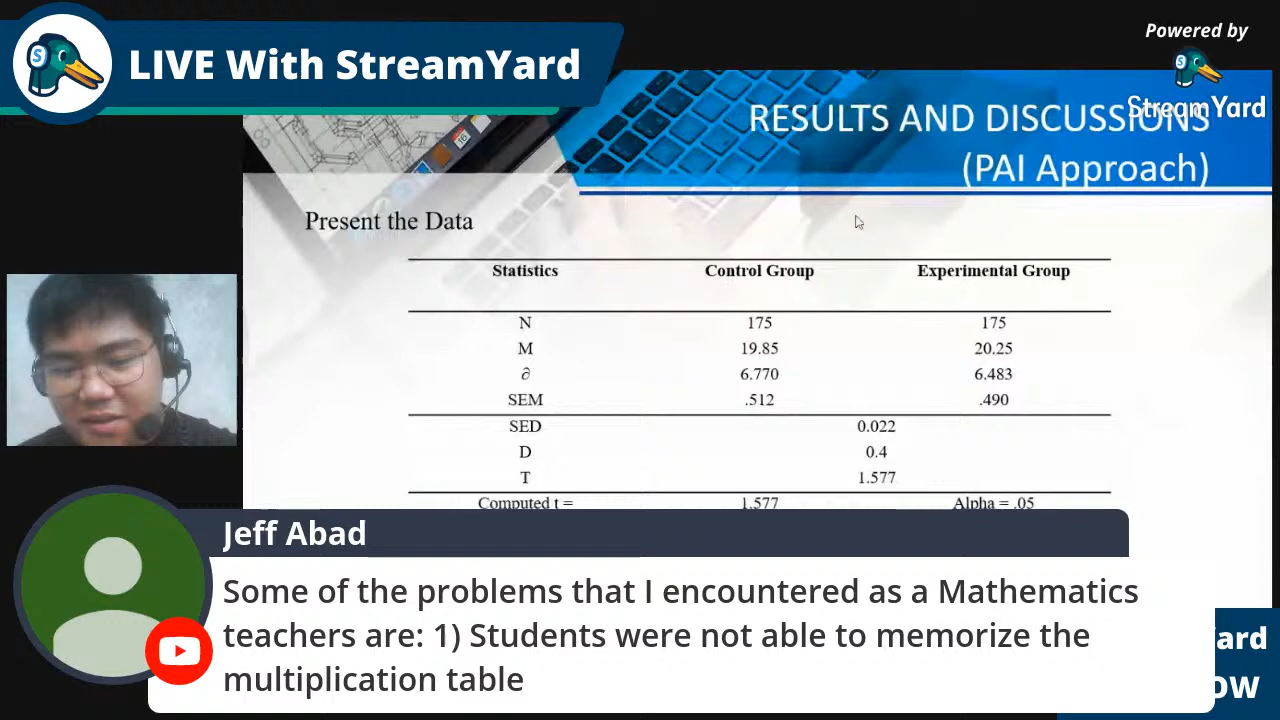 LIVE With StreamYard
Powered by
StreamYard
RESULTS AND DISCUSSIONS
(PAI Approach)
Present the Data
Statistics Control Group Experimental Group
N 175 175
M 19.85 20.25
∂ 6.770 6.483
SEM .512 .490
SED 0.022
D 0.4
T 1.577
Computed t = 1.577 Alpha = .05
Jeff Abad
Some of the problems that I encountered as a Mathematics
teachers are: 1) Students were not able to memorize the
multiplication table